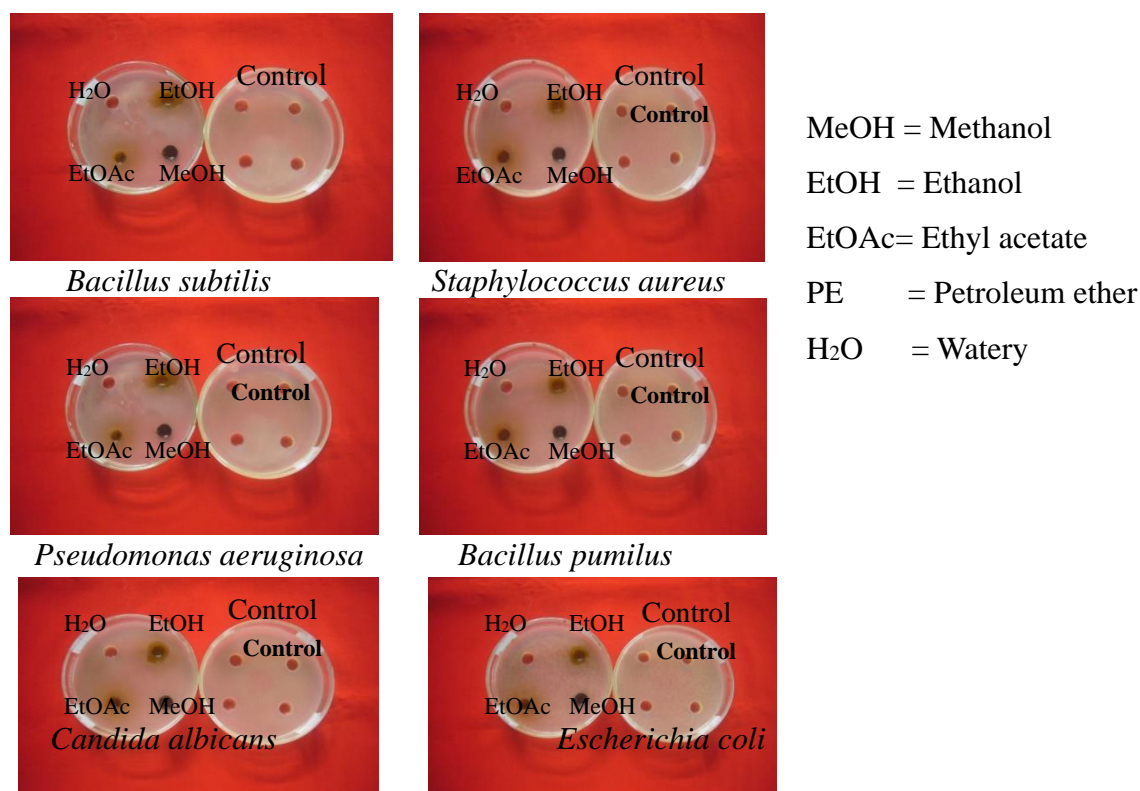 Control
H₂O EtOH
EtOAc MeOH
Bacillus subtilis
Control
H₂O EtOH
Control
EtOAc MeOH
Staphylococcus aureus
Control
H₂O EtOH
Control
EtOAc MeOH
Pseudomonas aeruginosa
Control
H₂O EtOH
Control
EtOAc MeOH
Bacillus pumilus
Control
H₂O EtOH
Control
EtOAc MeOH
Candida albicans
Control
H₂O EtOH
Control
EtOAc MeOH
Escherichia coli
MeOH = Methanol
EtOH = Ethanol
EtOAc= Ethyl acetate
PE = Petroleum ether
H₂O = Watery